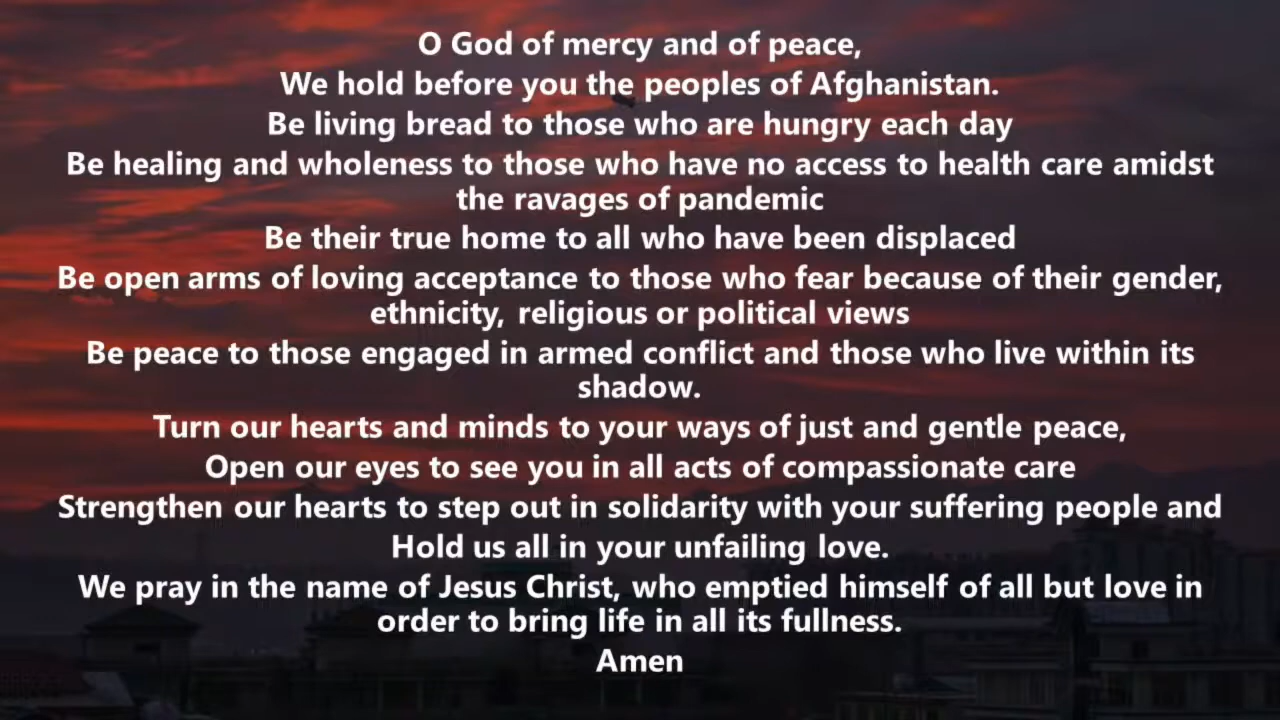 O God of mercy and of peace,
We hold before you the peoples of Afghanistan.
Be living bread to those who are hungry each day
Be healing and wholeness to those who have no access to health care amidst
the ravages of pandemic
Be their true home to all who have been displaced
Be open arms of loving acceptance to those who fear because of their gender,
ethnicity, religious or political views
Be peace to those engaged in armed conflict and those who live within its
shadow.
Turn our hearts and minds to your ways of just and gentle peace,
Open our eyes to see you in all acts of compassionate care
Strengthen our hearts to step out in solidarity with your suffering people and
Hold us all in your unfailing love.
We pray in the name of Jesus Christ, who emptied himself of all but love in
order to bring life in all its fullness.
Amen